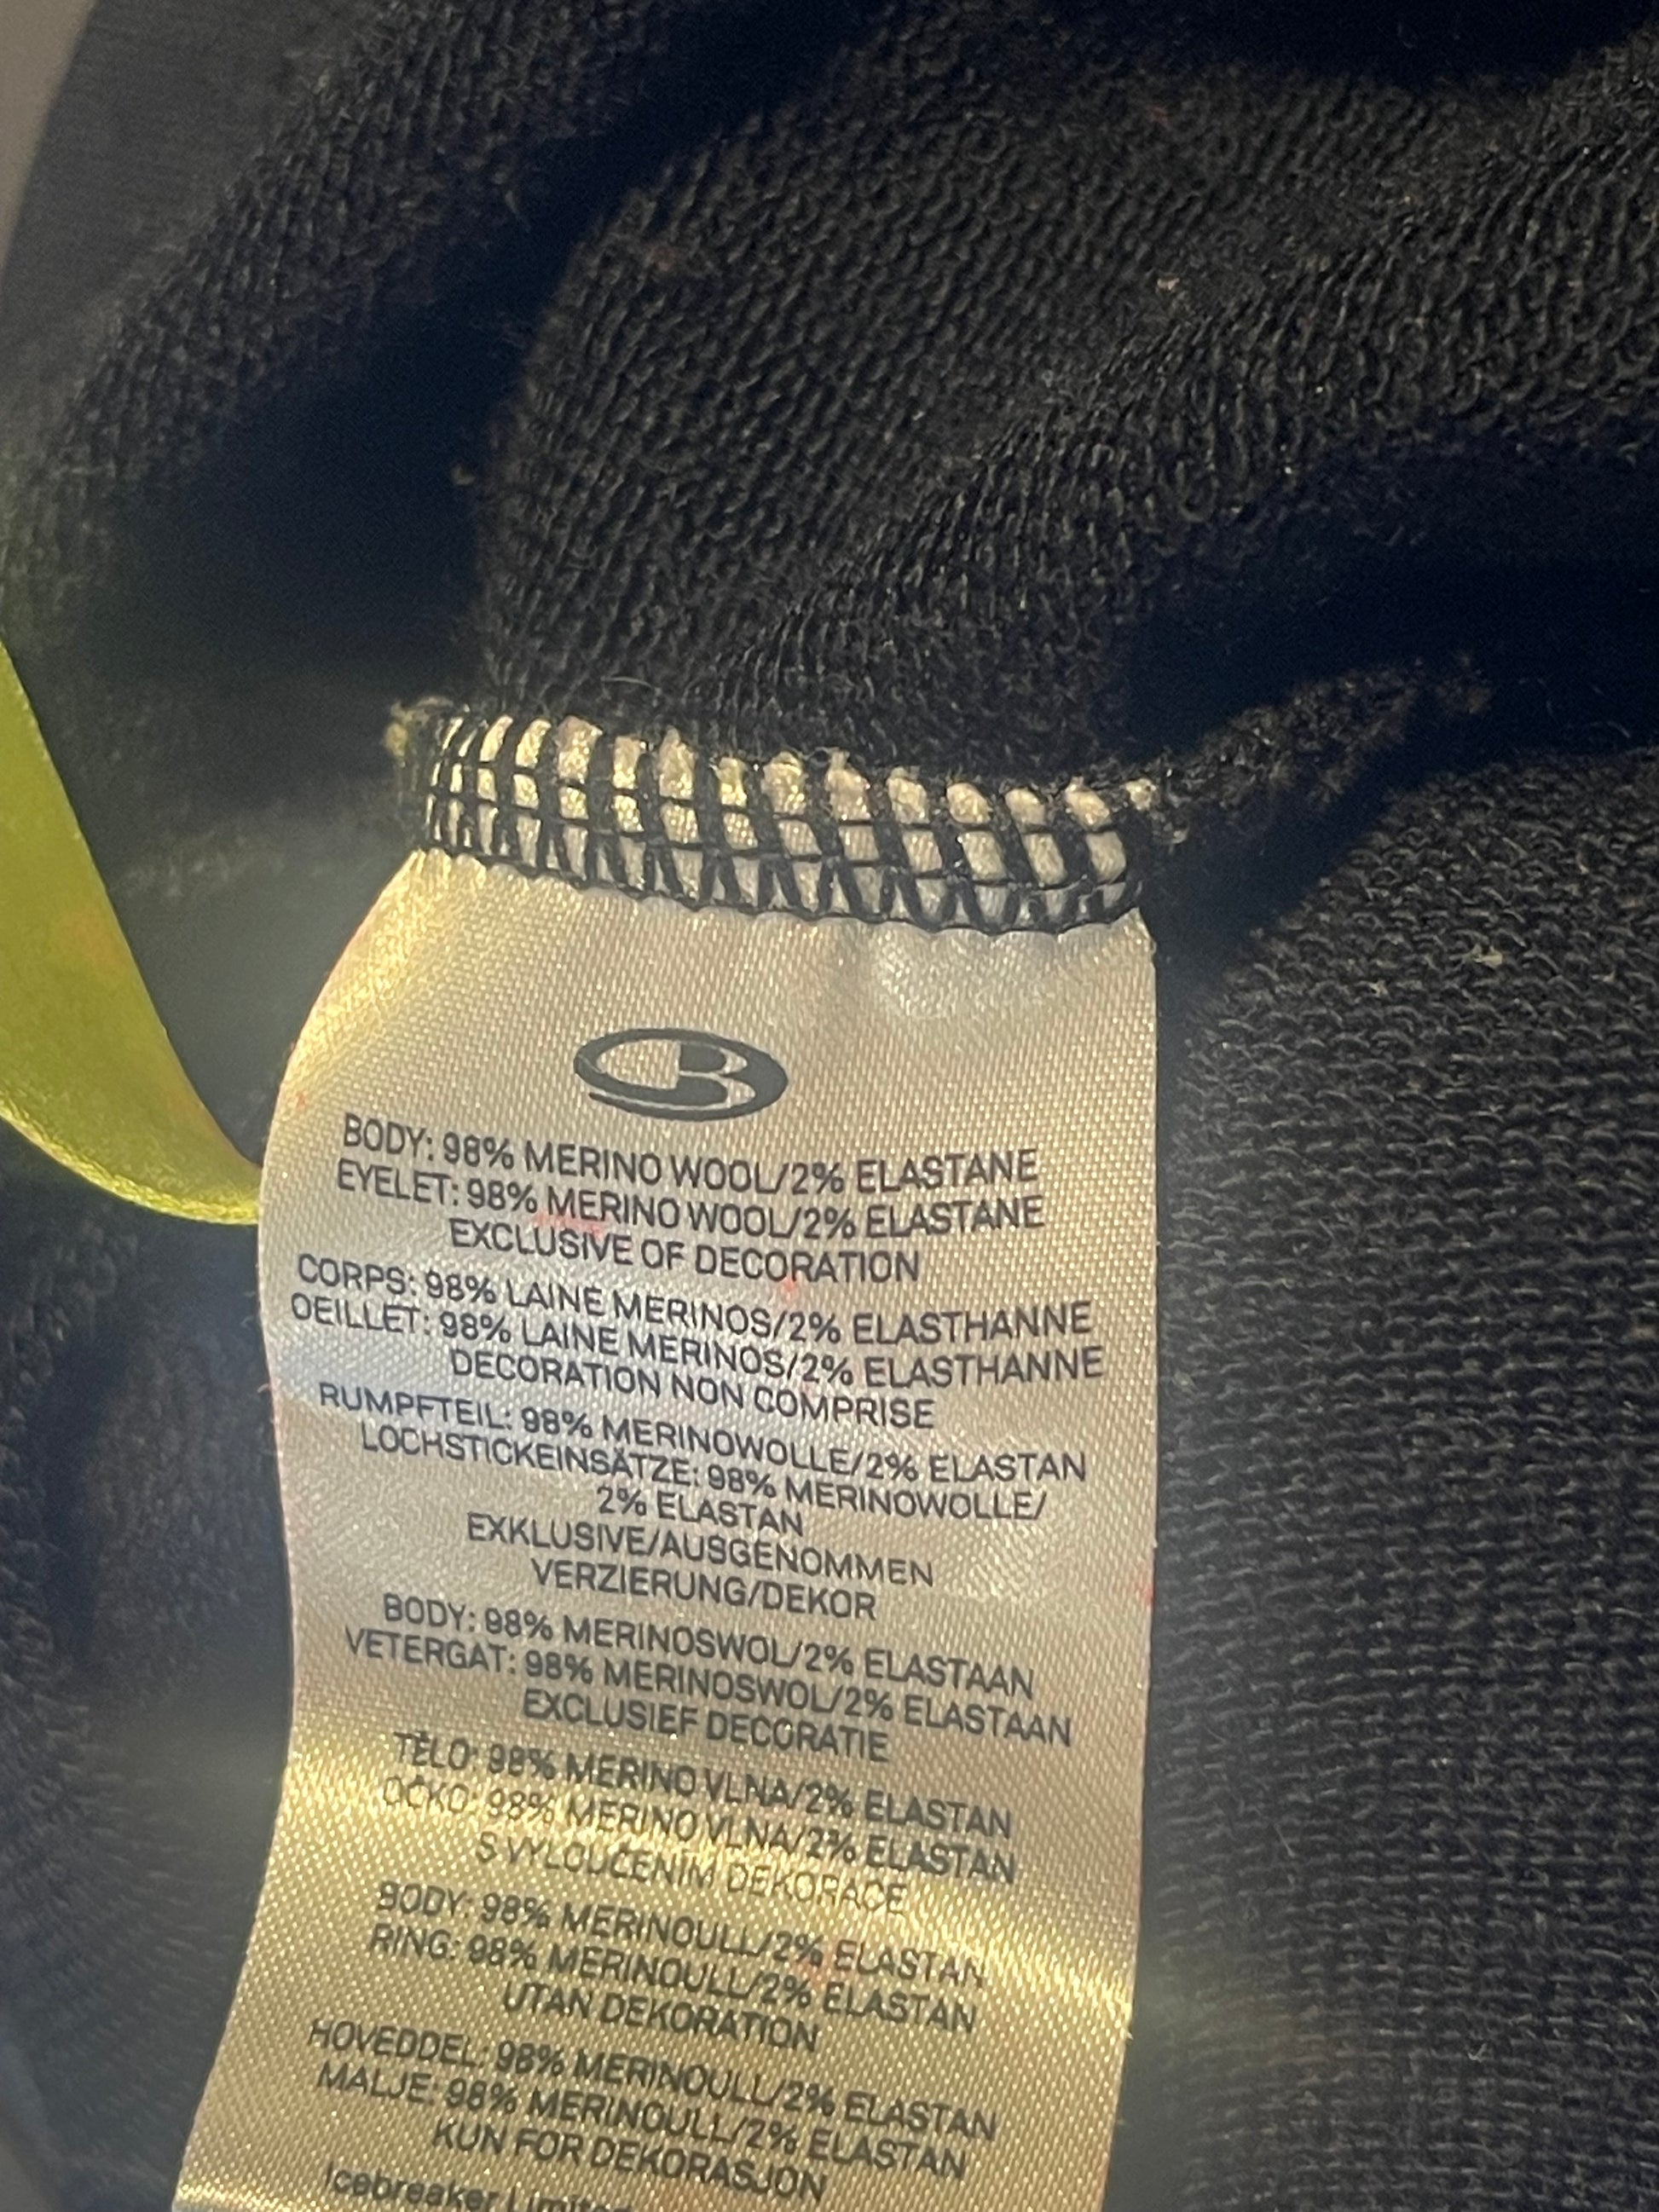 BODY: 98% MERINO WOOL/2% ELASTANE
EYELET: 98% MERINO WOOL/2% ELASTANE
EXCLUSIVE OF DECORATION
CORPS: 98% LAINE MERINOS/2% ELASTHANNE
OEILLET: 98% LAINE MERINOS/2% ELASTHANNE
DECORATION NON COMPRISE
RUMPFTEIL: 98% MERINOWOLLE/2% ELASTAN
LOCHSTICKEINSÄTZE: 98% MERINOWOLLE/
2% ELASTAN
EXKLUSIVE/AUSGENOMMEN
VERZIERUNG/DEKOR
BODY: 98% MERINOSWOL/2% ELASTAAN
VETERGAT: 98% MERINOSWOL/2% ELASTAAN
EXCLUSIEF DECORATIE
TĚLO: 98% MERINO VLNA/2% ELASTAN
OČKO: 98% MERINO VLNA/2% ELASTAN
S VYLOUČENÍM DEKORACE
BODY: 98% MERINOULL/2% ELASTAN
RING: 98% MERINOULL/2% ELASTAN
UTAN DEKORATION
HOVEDDEL: 98% MERINOULL/2% ELASTAN
MALJE: 98% MERINOULL/2% ELASTAN
KUN FOR DEKORASJON
Icebreaker Limited